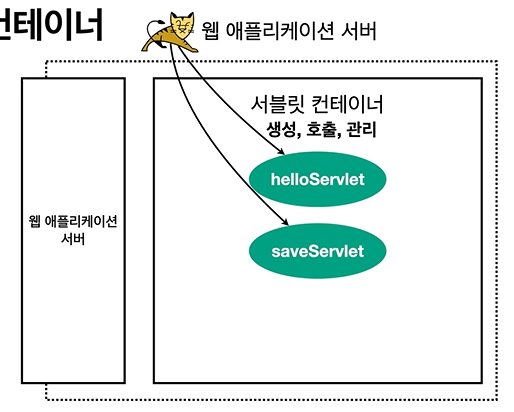 컨테이너
웹 애플리케이션 서버
서블릿 컨테이너
생성, 호출, 관리
helloServlet
saveServlet
웹 애플리케이션
서버